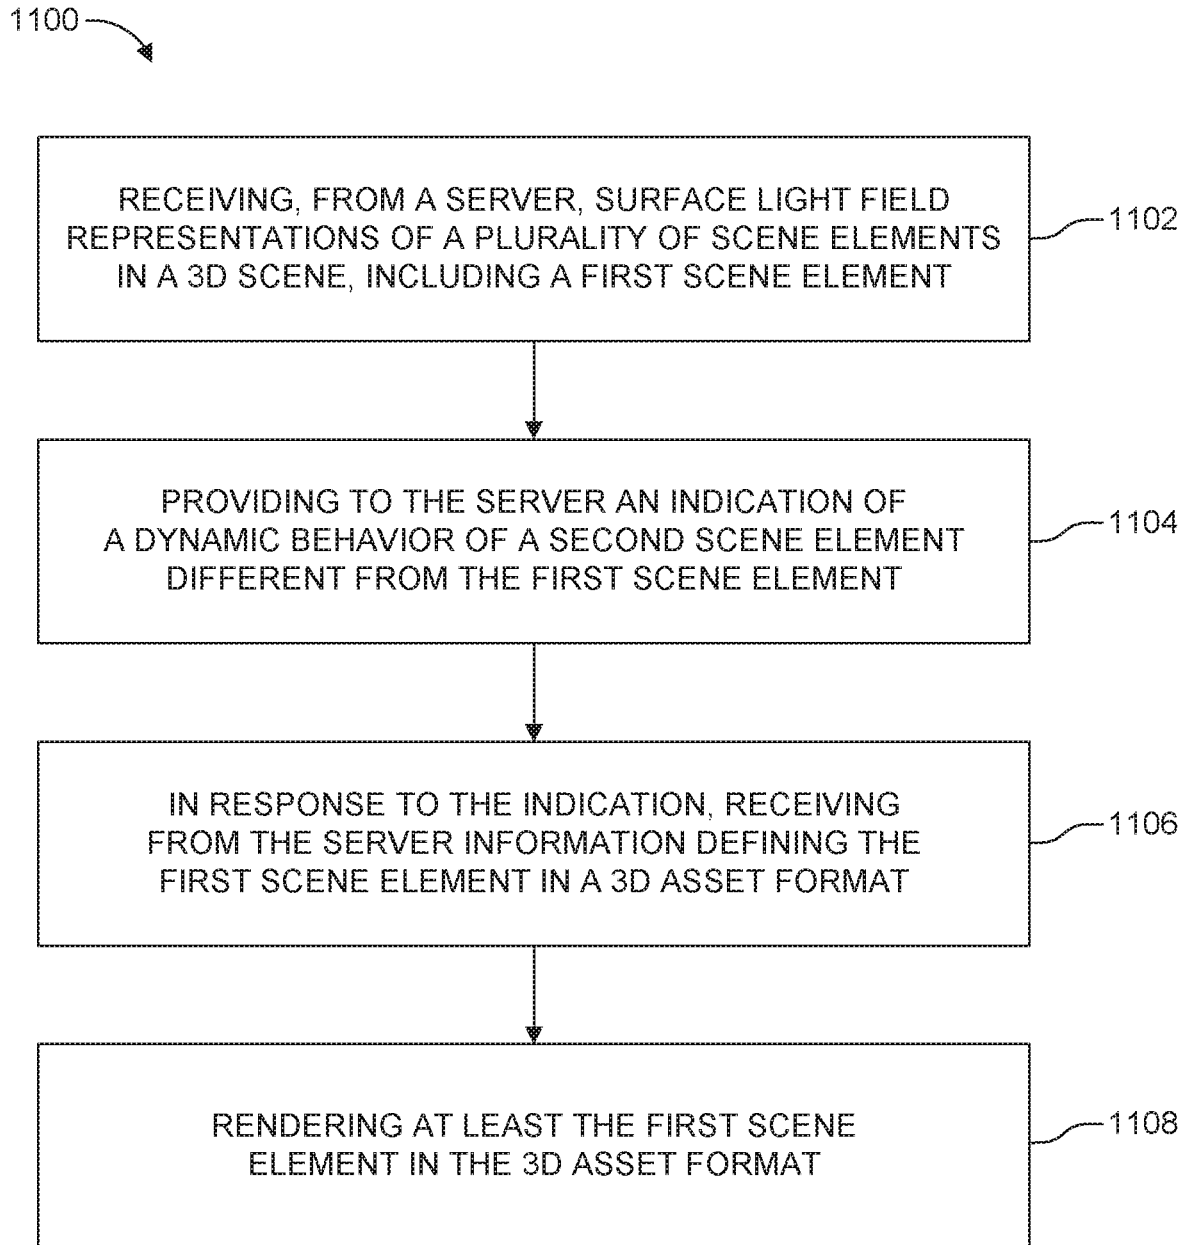 1100
RECEIVING, FROM A SERVER, SURFACE LIGHT FIELD
REPRESENTATIONS OF A PLURALITY OF SCENE ELEMENTS
IN A 3D SCENE, INCLUDING A FIRST SCENE ELEMENT
1102
PROVIDING TO THE SERVER AN INDICATION OF
A DYNAMIC BEHAVIOR OF A SECOND SCENE ELEMENT
DIFFERENT FROM THE FIRST SCENE ELEMENT
1104
IN RESPONSE TO THE INDICATION, RECEIVING
FROM THE SERVER INFORMATION DEFINING THE
FIRST SCENE ELEMENT IN A 3D ASSET FORMAT
1106
RENDERING AT LEAST THE FIRST SCENE
ELEMENT IN THE 3D ASSET FORMAT
1108